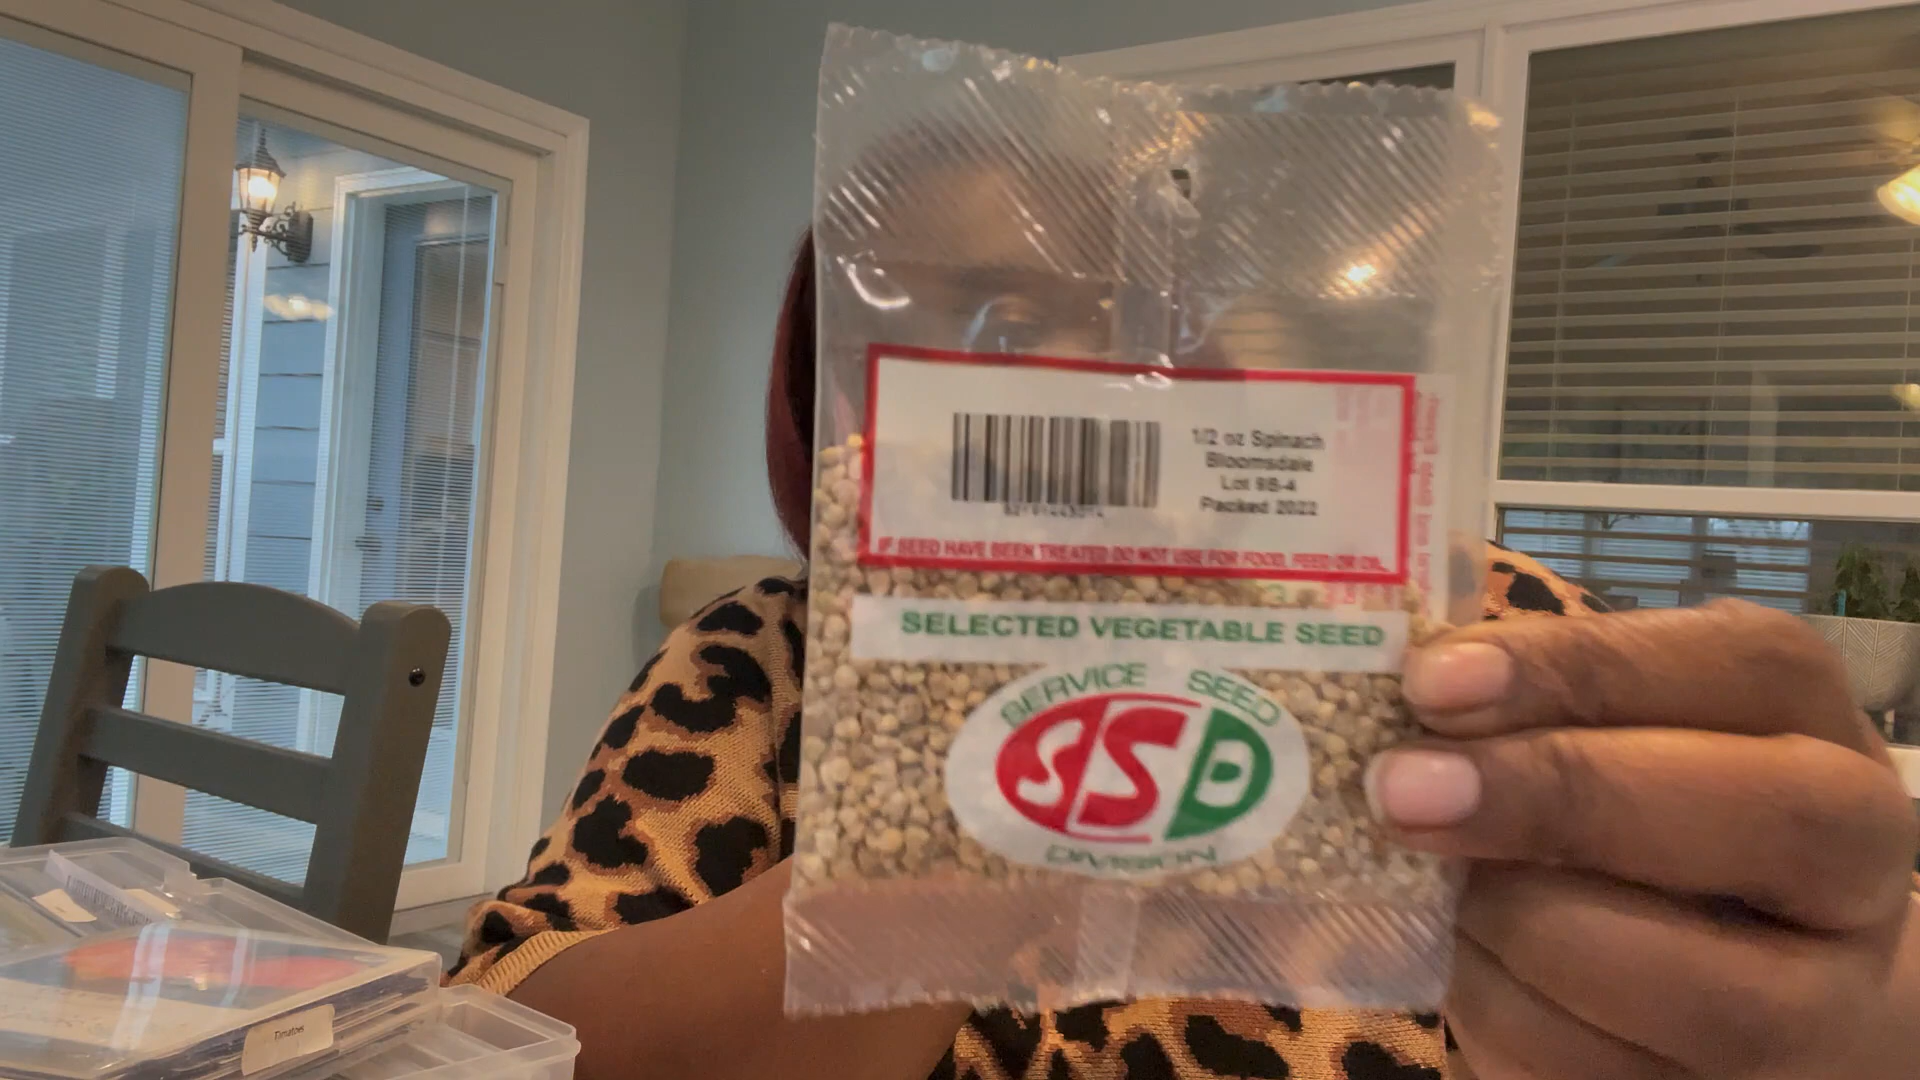 1/2 oz Spinach
Bloomsdale
Lot 9B-4
Packed 2022
IF SEED HAVE BEEN TREATED DO NOT USE FOR FOOD, FEED OR OIL.
SELECTED VEGETABLE SEED
SERVICE SEED
SSD
DIVISION
Tomatoes